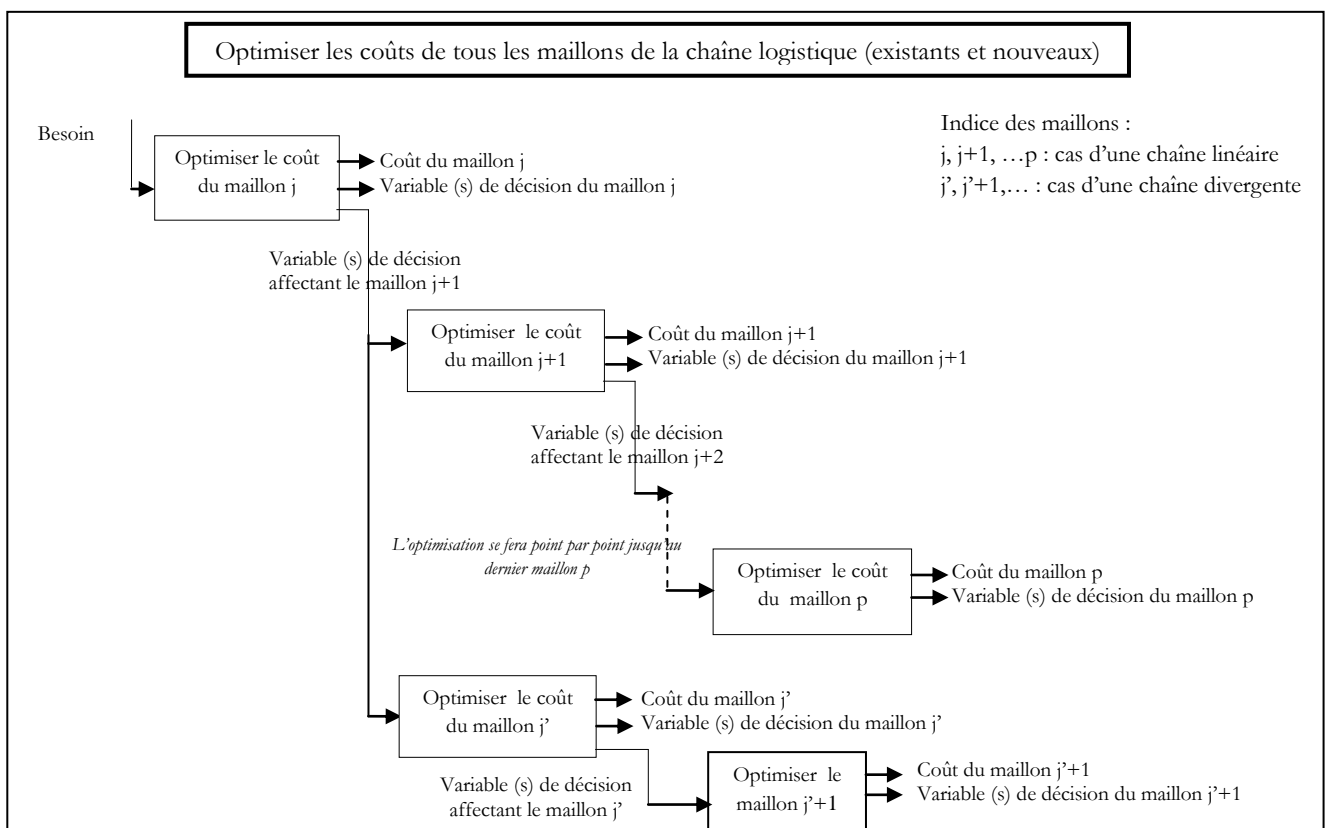 Optimiser les coûts de tous les maillons de la chaîne logistique (existants et nouveaux)
Besoin
Indice des maillons :
j, j+1, …p : cas d'une chaîne linéaire
j', j'+1,… : cas d'une chaîne divergente
Optimiser le coût
du maillon j
Coût du maillon j
Variable (s) de décision du maillon j
Variable (s) de décision
affectant le maillon j+1
Optimiser le coût
du maillon j+1
Coût du maillon j+1
Variable (s) de décision du maillon j+1
Variable (s) de décision
affectant le maillon j+2
L'optimisation se fera point par point jusqu'au
dernier maillon p
Optimiser le coût
du maillon p
Coût du maillon p
Variable (s) de décision du maillon p
Optimiser le coût
du maillon j'
Coût du maillon j'
Variable (s) de décision du maillon j'
Variable (s) de décision
affectant le maillon j'
Optimiser le
maillon j'+1
Coût du maillon j'+1
Variable (s) de décision du maillon j'+1